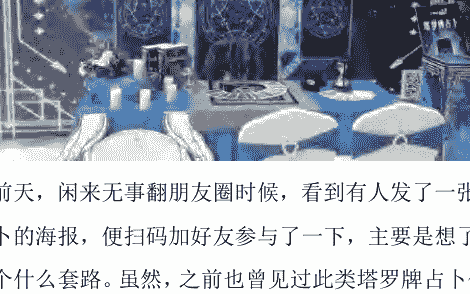 前天，闲来无事翻朋友圈时候，看到有人发了一张
卜的海报，便扫码加好友参与了一下，主要是想了
个什么套路。虽然，之前也曾见过此类塔罗牌占卜